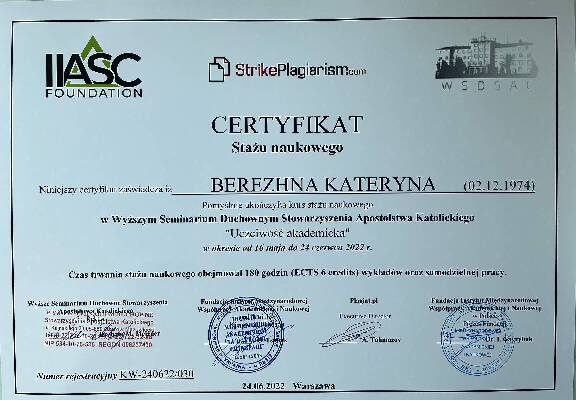 IIASC
FOUNDATION
StrikePlagiarism.com
WSDSAC
CERTYFIKAT
Stażu naukowego
Niniejszy certyfikat zaświadcza iż BEREZHNA KATERYNA (02.12.1974)
Pomyślnie ukończyła kurs stażu naukowego
w Wyższym Seminarium Duchownym Stowarzyszenia Apostolstwa Katolickiego
"Uczciwość akademicka"
w okresie od 16 maja do 24 czerwca 2022 r.
Czas trwania stażu naukowego obejmował 180 godzin (ECTS 6 credits) wykładów oraz samodzielnej pracy.
Wyższe Seminarium Duchowne Stowarzyszenia
Apostolstwa Katolickiego
Fundacja Instytut Międzynarodowej
Współpracy Akademickiej i Naukowej
Plagiat.pl
Fundacja Instytut Międzynarodowej
Współpracy Akademickiej i Naukowej
Numer rejestracyjny KW-240622/030
24.06.2022 Warszawa